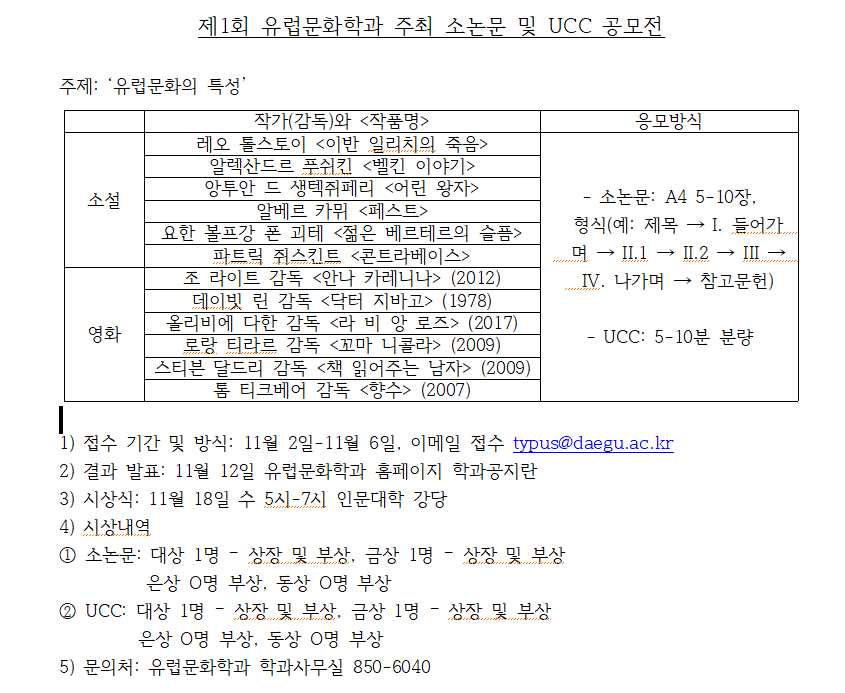 제1회 유럽문화학과 주최 소논문 및 UCC 공모전
주제: ‘유럽문화의 특성’
작가(감독)와 <작품명>
응모방식
소설
레오 톨스토이 <이반 일리치의 죽음>
알렉산드르 푸쉬킨 <벨킨 이야기>
앙투안 드 생텍쥐페리 <어린 왕자>
알베르 카뮈 <페스트>
요한 볼프강 폰 괴테 <젊은 베르테르의 슬픔>
파트릭 쥐스킨트 <콘트라베이스>
영화
조 라이트 감독 <안나 카레니나> (2012)
데이빗 린 감독 <닥터 지바고> (1978)
올리비에 다한 감독 <라 비 앙 로즈> (2017)
로랑 티라르 감독 <꼬마 니콜라> (2009)
스티븐 달드리 감독 <책 읽어주는 남자> (2009)
톰 티크베어 감독 <향수> (2007)
- 소논문: A4 5-10장,
형식(예: 제목 → I. 들어가
며 → II.1 → II.2 → III →
IV. 나가며 → 참고문헌)
- UCC: 5-10분 분량
1) 접수 기간 및 방식: 11월 2일-11월 6일, 이메일 접수 typus@daegu.ac.kr
2) 결과 발표: 11월 12일 유럽문화학과 홈페이지 학과공지란
3) 시상식: 11월 18일 수 5시-7시 인문대학 강당
4) 시상내역
① 소논문: 대상 1명 - 상장 및 부상, 금상 1명 - 상장 및 부상
은상 O명 부상, 동상 O명 부상
② UCC: 대상 1명 - 상장 및 부상, 금상 1명 - 상장 및 부상
은상 O명 부상, 동상 O명 부상
5) 문의처: 유럽문화학과 학과사무실 850-6040